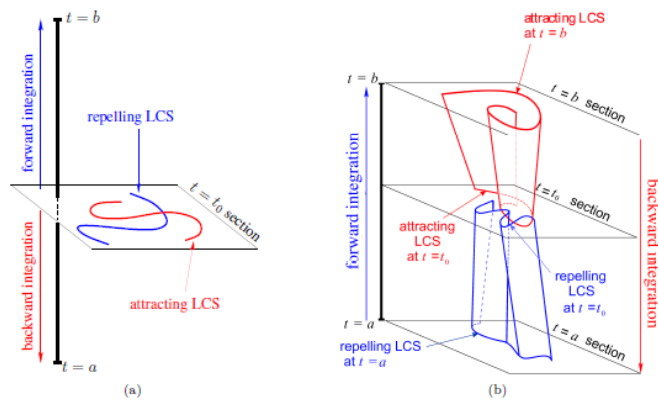 t = b
forward integration
repelling LCS
t = t₀ section
backward integration
attracting LCS
t = a
(a)
attracting LCS
at t = b
t = b
t = b section
forward integration
t = t₀
section
attracting
LCS
at t = t₀
repelling
LCS
at t = t₀
backward integration
t = a
t = a
section
repelling LCS
at t = a
(b)